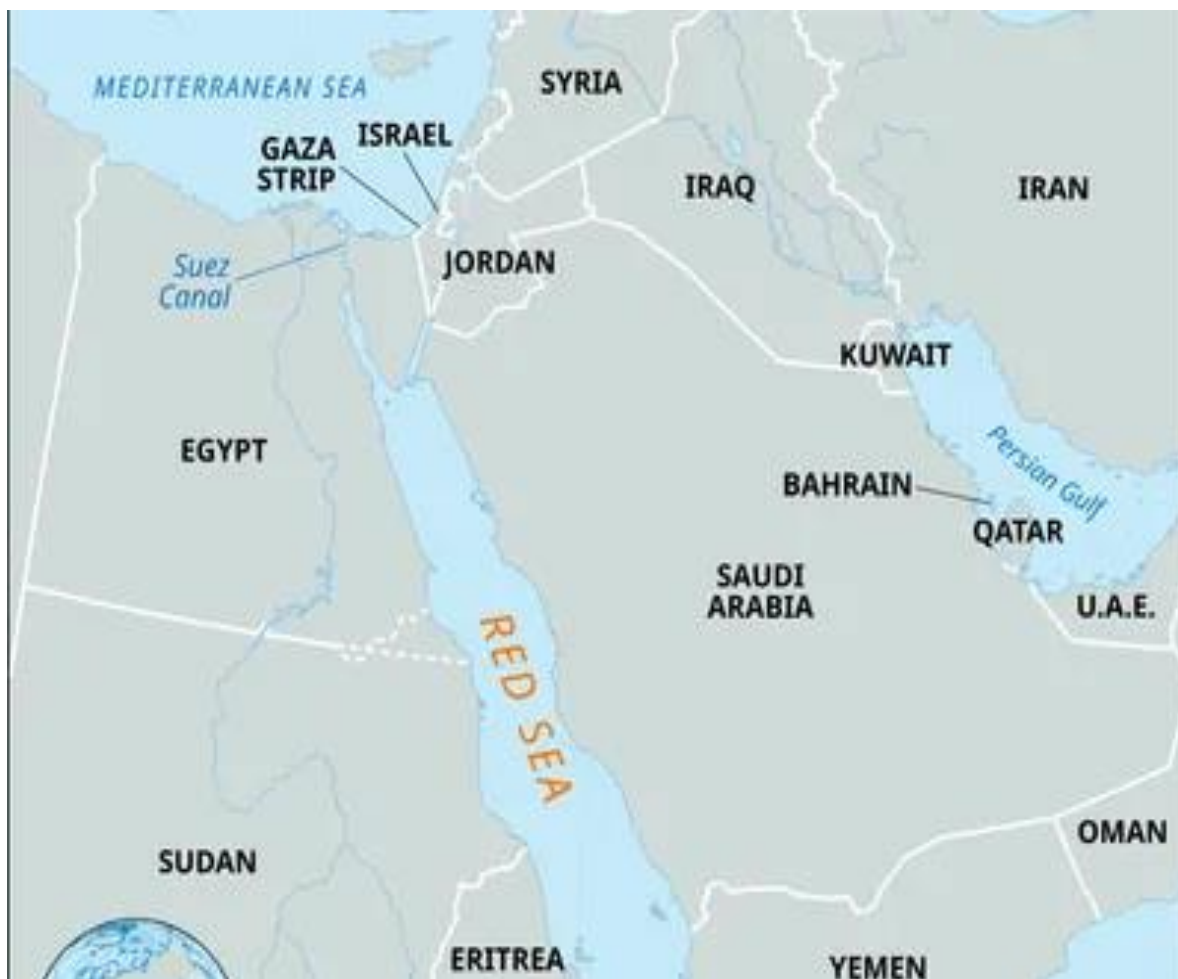 MEDITERRANEAN SEA
SYRIA
ISRAEL
GAZA
STRIP
IRAQ
IRAN
Suez
Canal
JORDAN
KUWAIT
EGYPT
Persian Gulf
BAHRAIN
QATAR
SAUDI
ARABIA
U.A.E.
RED SEA
OMAN
SUDAN
ERITREA
YEMEN